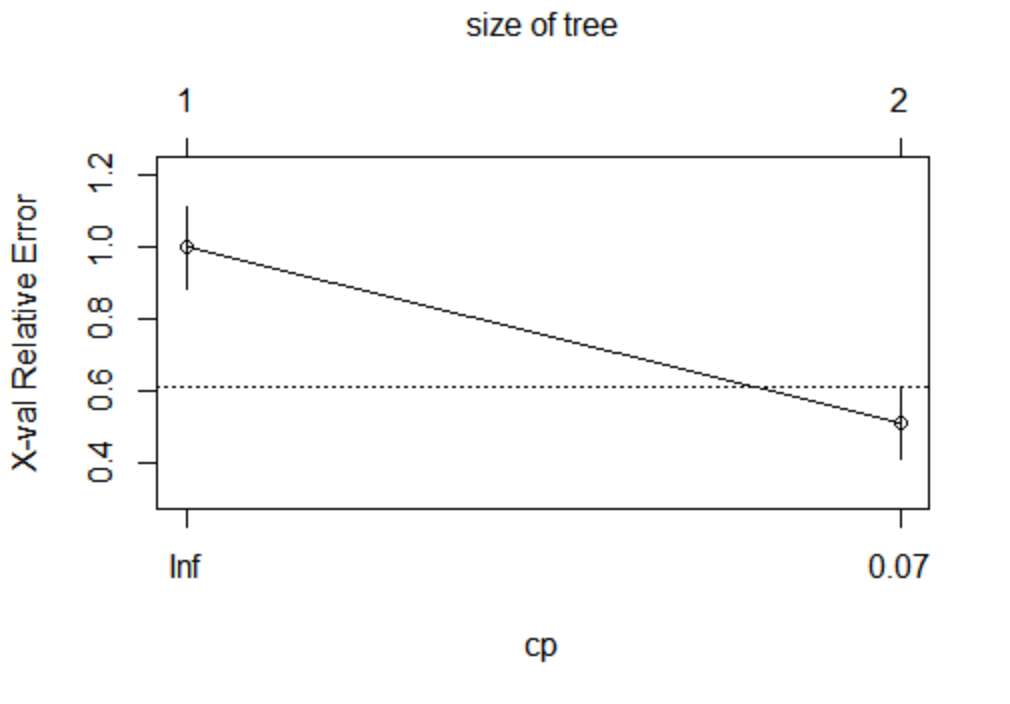 size of tree
1 2
X-val Relative Error
1.2
1.0
0.8
0.6
0.4
Inf 0.07
cp